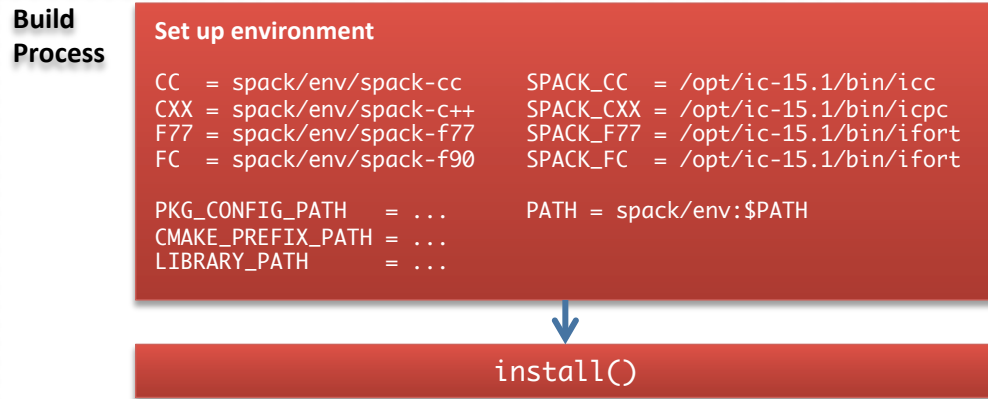 Build
Process
Set up environment
CC  = spack/env/spack-cc     SPACK_CC  = /opt/ic-15.1/bin/icc
CXX = spack/env/spack-c++    SPACK_CXX = /opt/ic-15.1/bin/icpc
F77 = spack/env/spack-f77    SPACK_F77 = /opt/ic-15.1/bin/ifort
FC  = spack/env/spack-f90    SPACK_FC  = /opt/ic-15.1/bin/ifort
PKG_CONFIG_PATH   = ...      PATH = spack/env:$PATH
CMAKE_PREFIX_PATH = ...
LIBRARY_PATH      = ...
install()